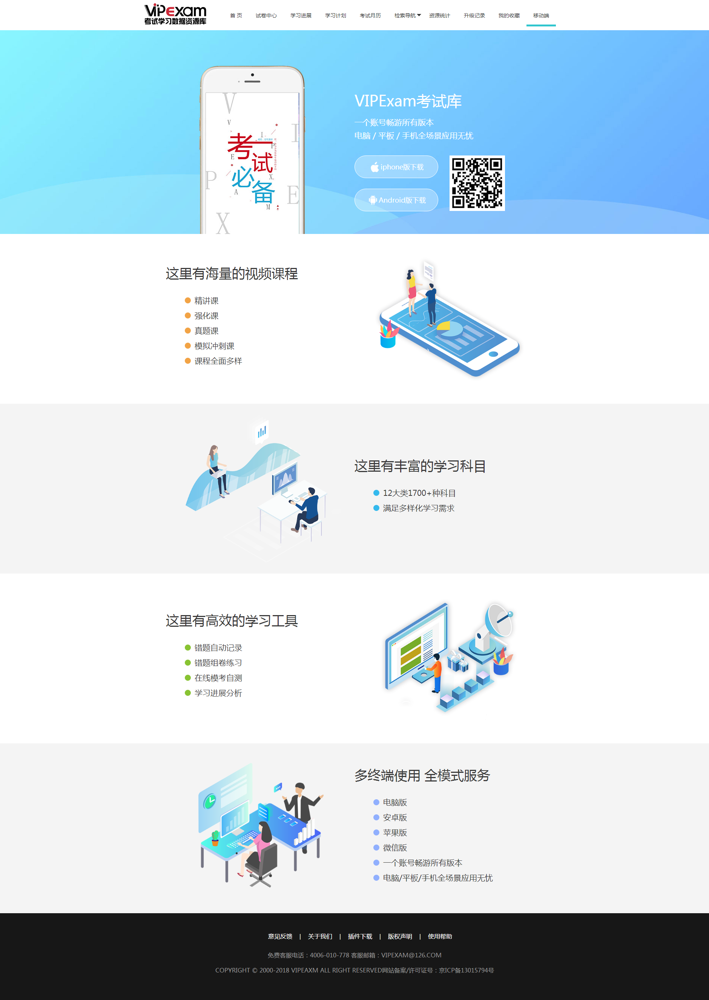 VipExam
考试学习数据资源库
首 页 试卷中心 学习进展 学习计划 考试月历 检索导航 资源统计 升级记录 我的收藏 移动端
V
V
I
I
P
E
X
A
M
P
E
X
考试
必备
VIPExam考试库
一个账号畅游所有版本
电脑 / 平板 / 手机全场景应用无忧
iphone版下载
Android版下载
这里有海量的视频课程
精讲课
强化课
真题课
模拟冲刺课
课程全面多样
这里有丰富的学习科目
12大类1700+种科目
满足多样化学习需求
这里有高效的学习工具
错题自动记录
错题组卷练习
在线模考自测
学习进展分析
多终端使用 全模式服务
电脑版
安卓版
苹果版
微信版
一个账号畅游所有版本
电脑/平板/手机全场景应用无忧
意见反馈 | 关于我们 | 插件下载 | 版权声明 | 使用帮助
免费客服电话：4006-010-778 客服邮箱：VIPEXAM@126.COM
COPYRIGHT © 2000-2018 VIPEAXM ALL RIGHT RESERVED网站备案/许可证号：京ICP备13015794号